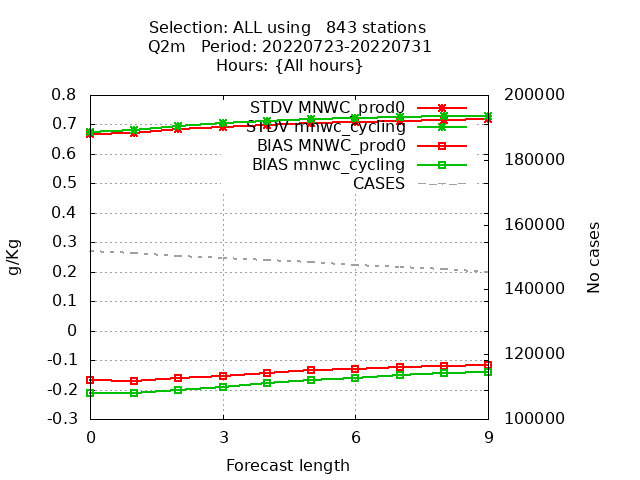 Selection: ALL using   843 stations
Q2m   Period: 20220723-20220731
Hours: {All hours}
0.8
0.7
0.6
0.5
0.4
0.3
0.2
0.1
0
-0.1
-0.2
-0.3
g/Kg
STDV MNWC_prod0
STDV mnwc_cycling
BIAS MNWC_prod0
BIAS mnwc_cycling
CASES
200000
180000
160000
140000
120000
100000
No cases
0 3 6 9
Forecast length